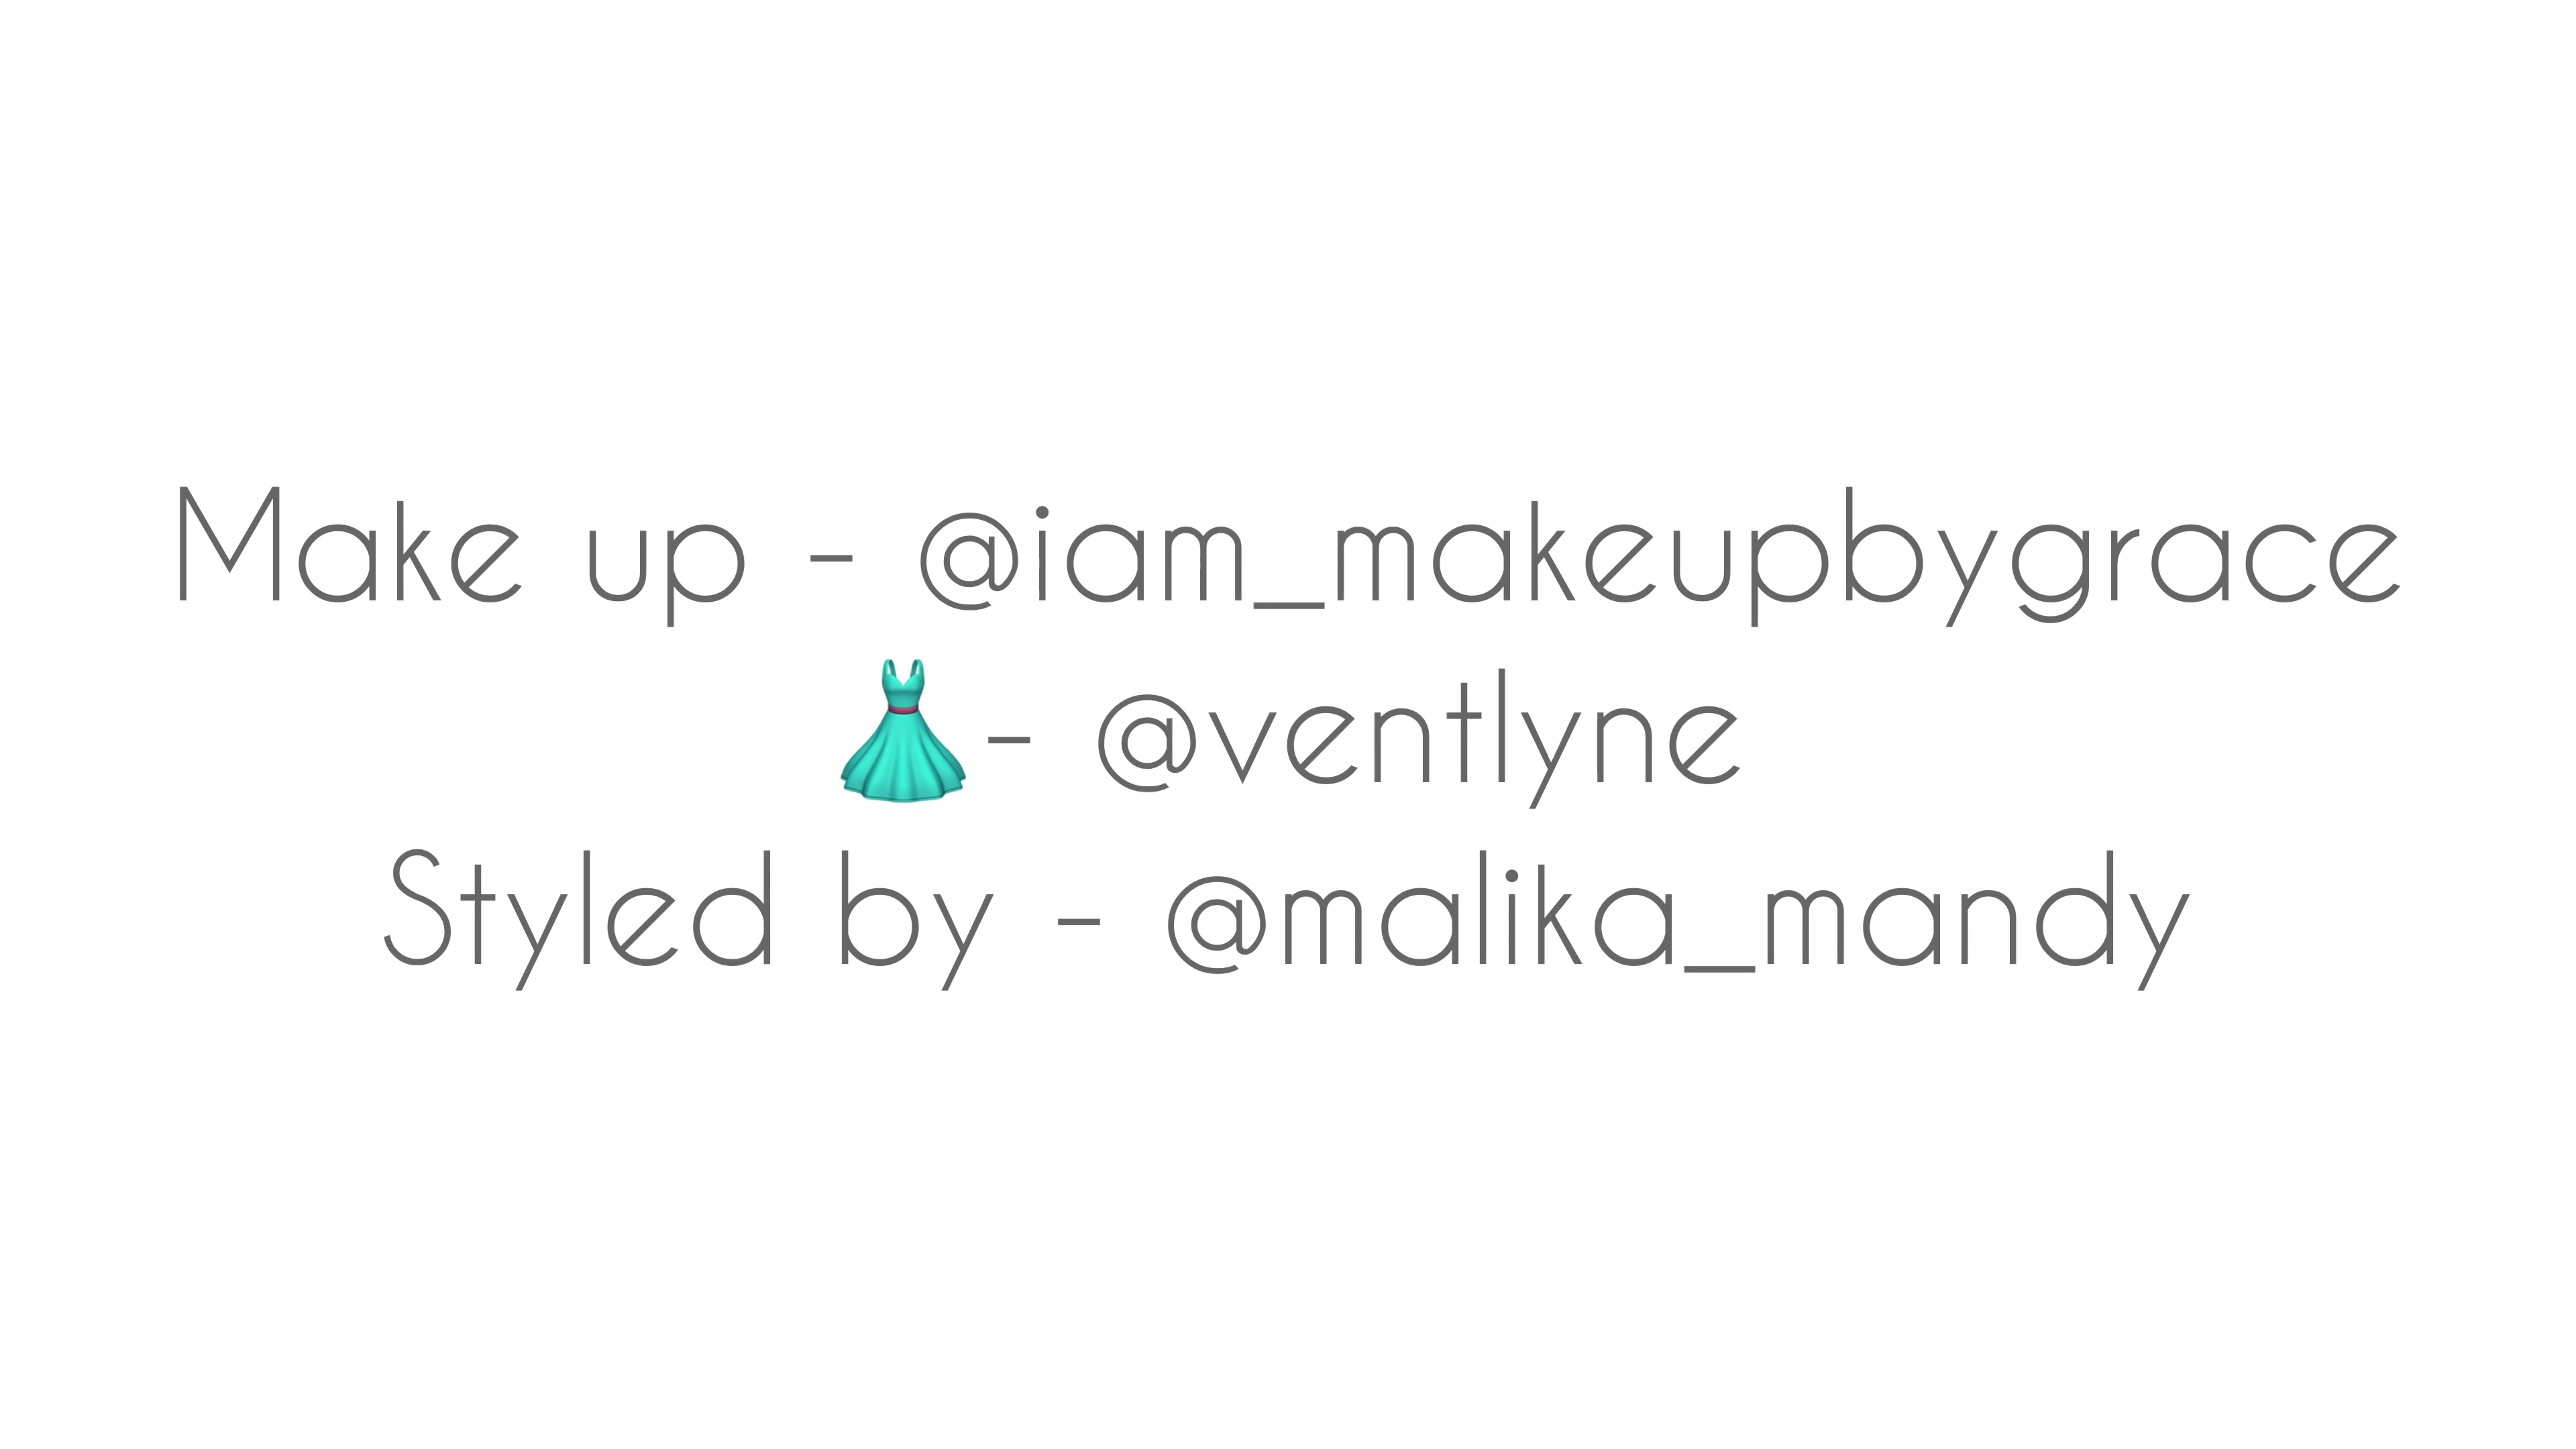 Make up - @iam_makeupbygrace
👗- @ventlyne
Styled by - @malika_mandy